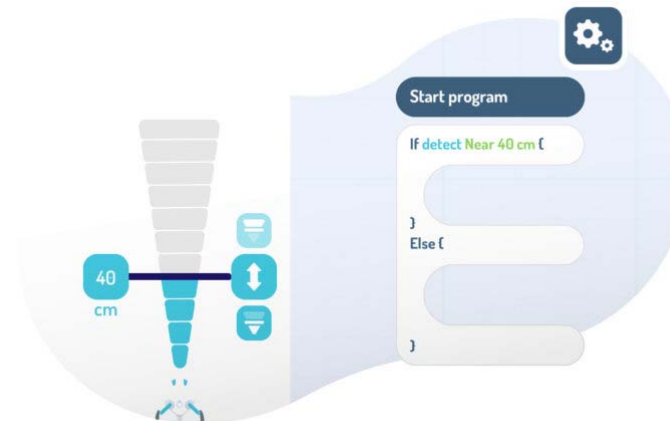 Start program
If detect Near 40 cm {
}
Else {
}
40
cm